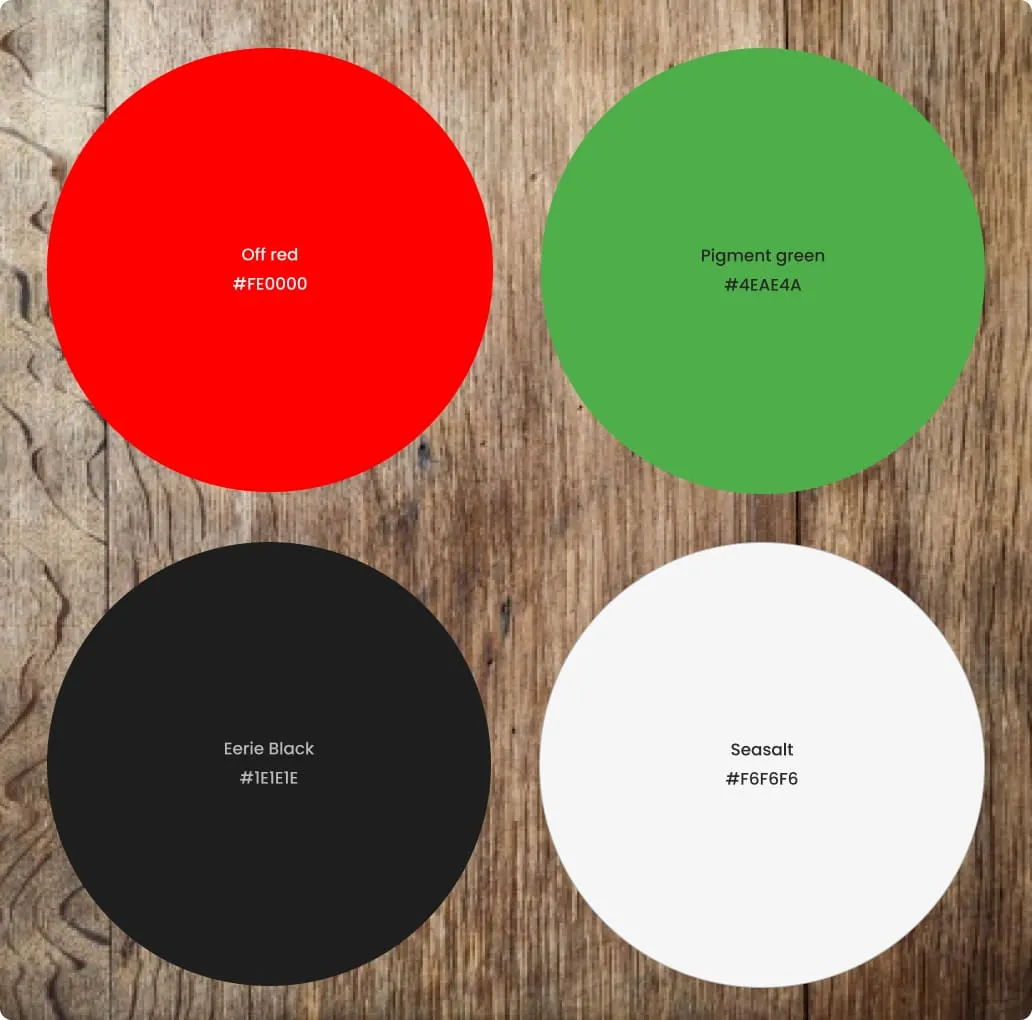 Off red
#FE0000
Pigment green
#4EAE4A
Eerie Black
#1E1E1E
Seasalt
#F6F6F6